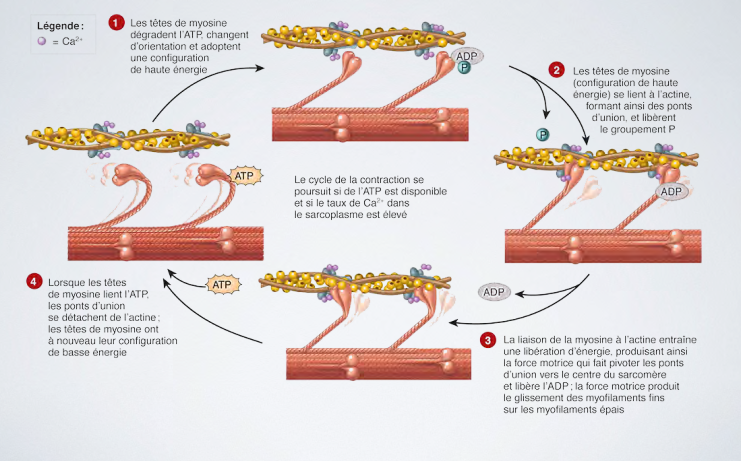 Légende :
= Ca2+
1 Les têtes de myosine
dégradent l'ATP, changent
d'orientation et adoptent
une configuration
de haute énergie
ADP
P
2 Les têtes de myosine
(configuration de haute
énergie) se lient à l'actine,
formant ainsi des ponts
d'union, et libèrent
le groupement P
P
ADP
ATP
Le cycle de la contraction se
poursuit si de l'ATP est disponible
et si le taux de Ca2+ dans
le sarcoplasme est élevé
4 Lorsque les têtes
de myosine lient l'ATP,
les ponts d'union
se détachent de l'actine ;
les têtes de myosine ont
à nouveau leur configuration
de basse énergie
ATP
ADP
3 La liaison de la myosine à l'actine entraîne
une libération d'énergie, produisant ainsi
la force motrice qui fait pivoter les ponts
d'union vers le centre du sarcomère
et libère l'ADP ; la force motrice produit
le glissement des myofilaments fins
sur les myofilaments épais